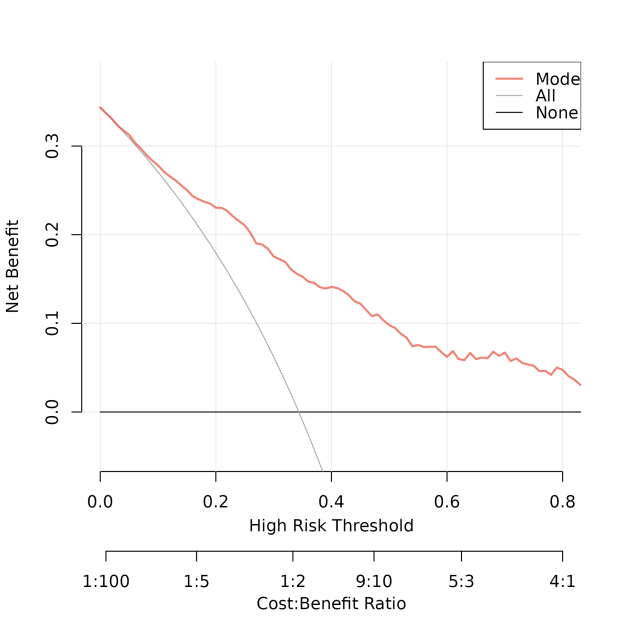 Mode
All
None
Net Benefit
0.3
0.2
0.1
0.0
0.0 0.2 0.4 0.6 0.8
High Risk Threshold
1:100 1:5 1:2 9:10 5:3 4:1
Cost:Benefit Ratio